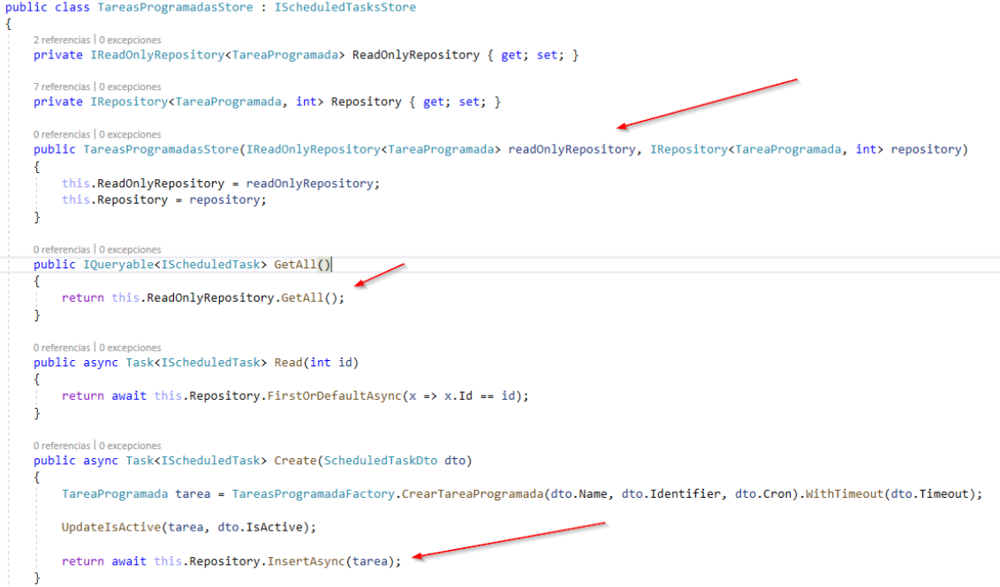 public class TareasProgramadasStore : IScheduledTasksStore
{
2 referencias | 0 excepciones
private IReadOnlyRepository<TareaProgramada> ReadOnlyRepository { get; set; }
7 referencias | 0 excepciones
private IRepository<TareaProgramada, int> Repository { get; set; }
0 referencias | 0 excepciones
public TareasProgramadasStore(IReadOnlyRepository<TareaProgramada> readOnlyRepository, IRepository<TareaProgramada, int> repository)
{
this.ReadOnlyRepository = readOnlyRepository;
this.Repository = repository;
}
0 referencias | 0 excepciones
public IQueryable<IScheduledTask> GetAll()
{
return this.ReadOnlyRepository.GetAll();
}
0 referencias | 0 excepciones
public async Task<IScheduledTask> Read(int id)
{
return await this.Repository.FirstOrDefaultAsync(x => x.Id == id);
}
0 referencias | 0 excepciones
public async Task<IScheduledTask> Create(ScheduledTaskDto dto)
{
TareaProgramada tarea = TareasProgramadaFactory.CrearTareaProgramada(dto.Name, dto.Identifier, dto.Cron).WithTimeout(dto.Timeout);
UpdateIsActive(tarea, dto.IsActive);
return await this.Repository.InsertAsync(tarea);
}